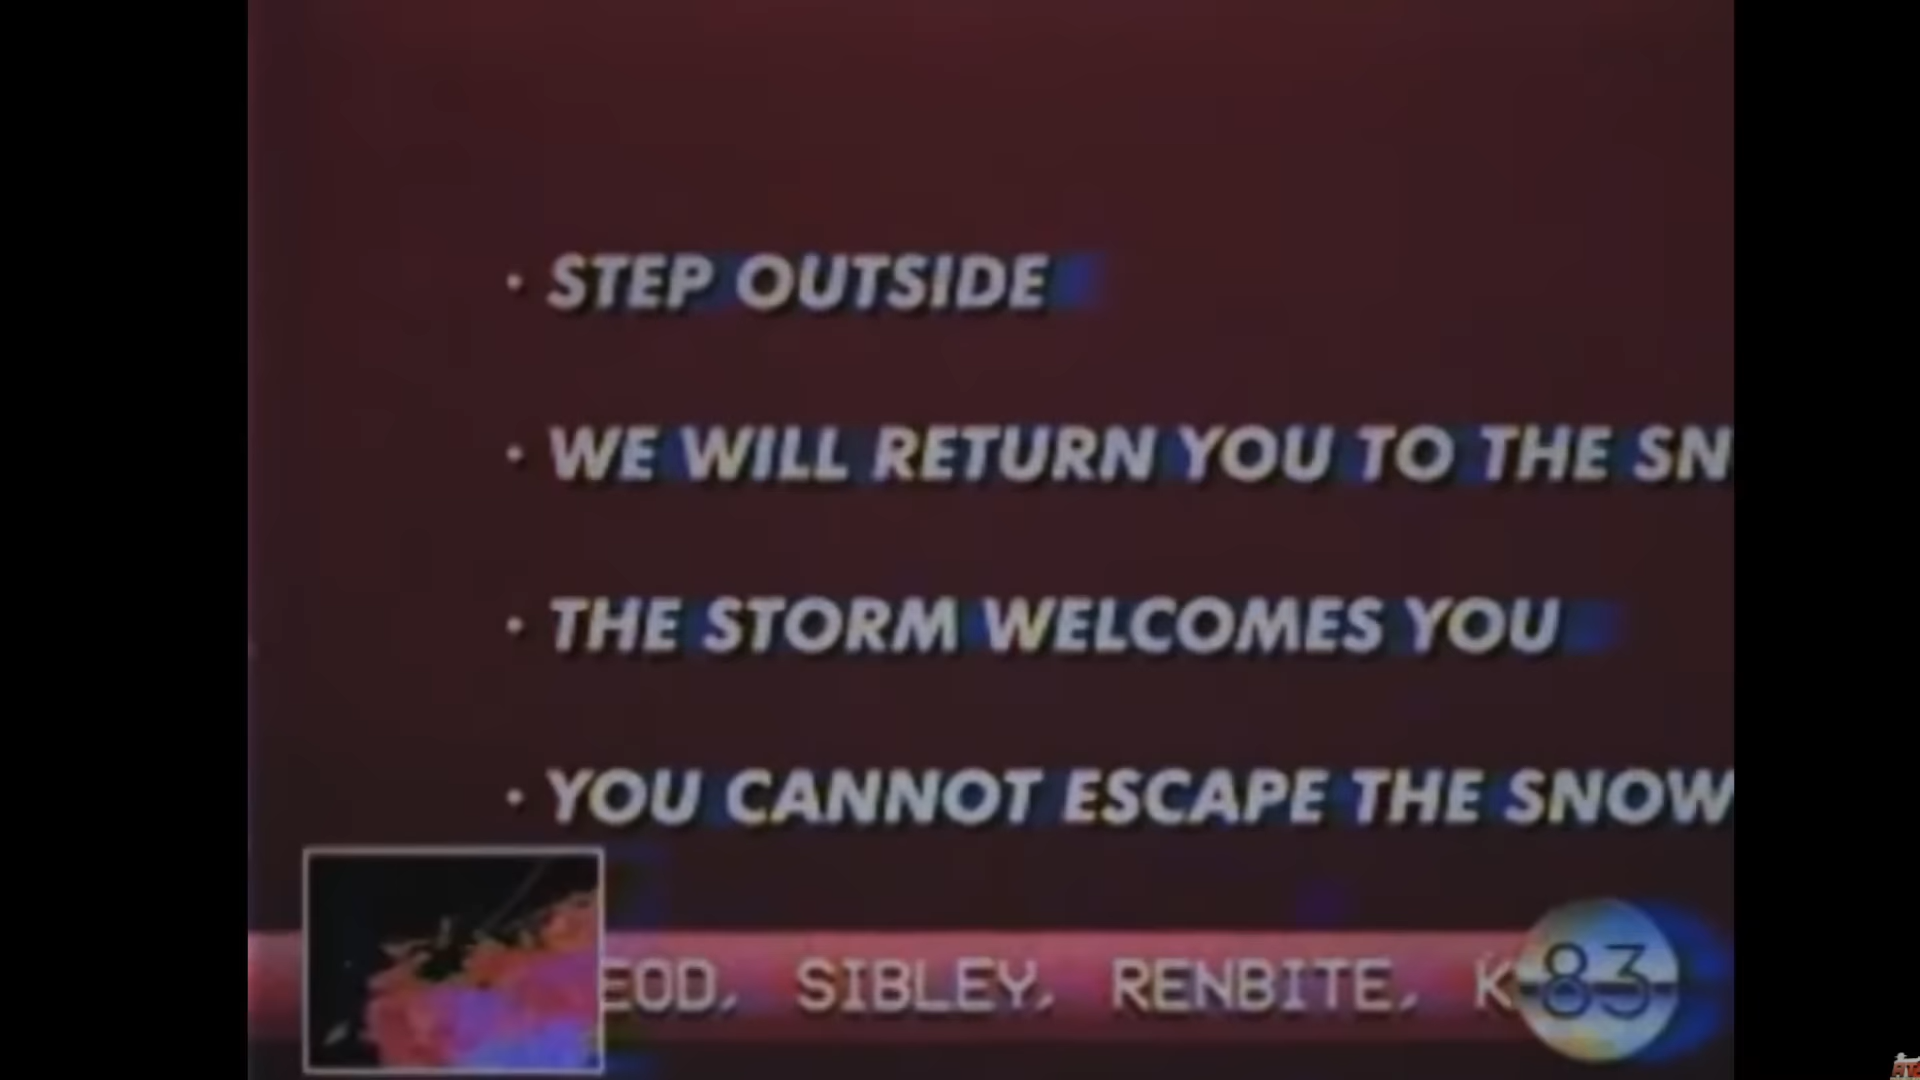 · STEP OUTSIDE
· WE WILL RETURN YOU TO THE SN
· THE STORM WELCOMES YOU
· YOU CANNOT ESCAPE THE SNOW
EOD, SIBLEY, RENBITE, K
83